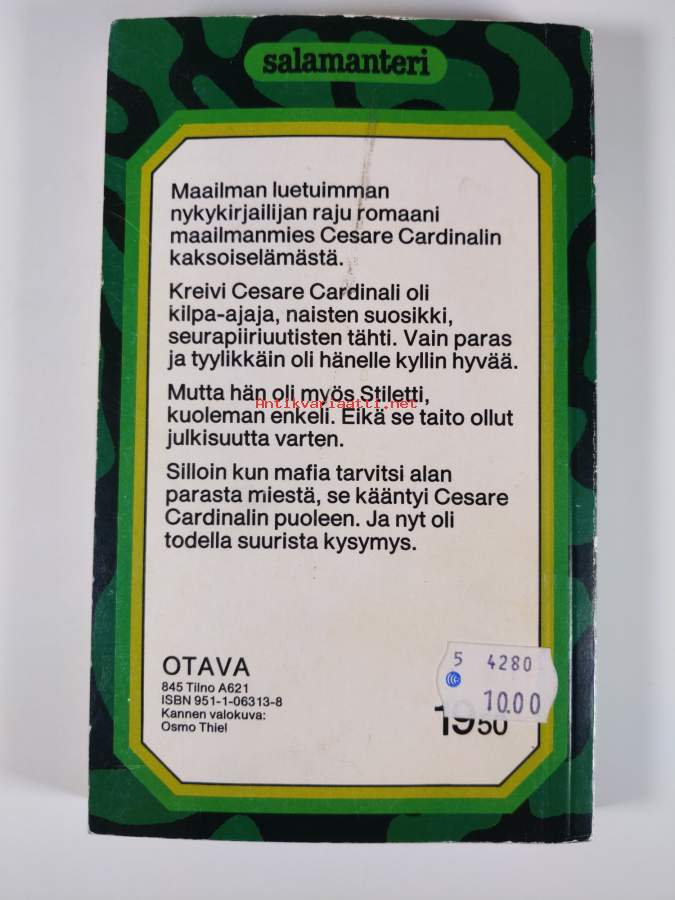 salamanteri
Maailman luetuimman
nykykirjailijan raju romaani
maailmanmies Cesare Cardinalin
kaksoiselämästä.
Kreivi Cesare Cardinali oli
kilpa-ajaja, naisten suosikki,
seurapiiriuutisten tähti. Vain paras
ja tyylikkäin oli hänelle kyllin hyvää.
Mutta hän oli myös Stiletti,
Antikvariaatti.net
kuoleman enkeli. Eikä se taito ollut
julkisuutta varten.
Silloin kun mafia tarvitsi alan
parasta miestä, se kääntyi Cesare
Cardinalin puoleen. Ja nyt oli
todella suurista kysymys.
OTAVA
845 Tilno A621
ISBN 951-1-06313-8
Kannen valokuva:
Osmo Thiel
5 4280
10.00
1950